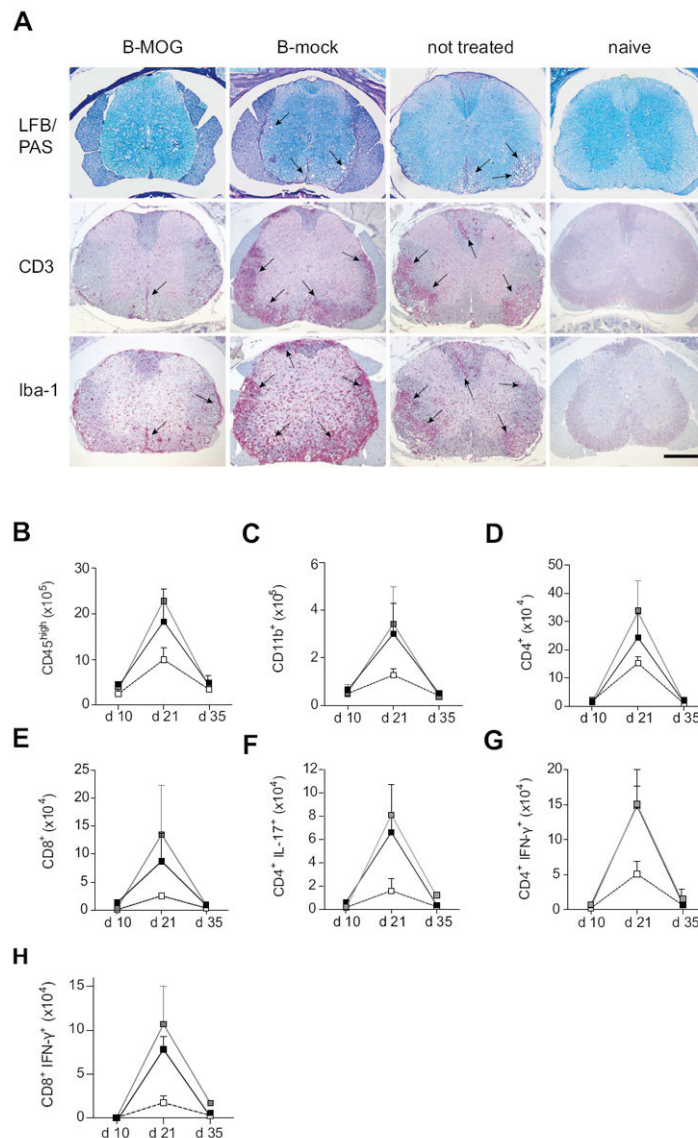 A
B-MOG B-mock not treated naive
LFB/
PAS
CD3
Iba-1
B
CD45high (x10⁵)
30
20
10
0
d 10 d 21 d 35
C
CD11b⁺ (x10⁵)
6
4
2
0
d 10 d 21 d 35
D
CD4⁺ (x10⁻⁴)
50
40
30
20
10
0
d 10 d 21 d 35
E
CD8⁺ (x10⁴)
25
20
15
10
5
0
d 10 d 21 d 35
F
CD4⁺ IL-17⁺ (x10⁴)
12
10
8
6
4
2
0
d 10 d 21 d 35
G
CD4⁺ IFN-γ⁺ (x10⁴)
20
15
10
5
0
d 10 d 21 d 35
H
CD8⁺ IFN-γ⁺ (x10⁴)
15
10
5
0
d 10 d 21 d 35